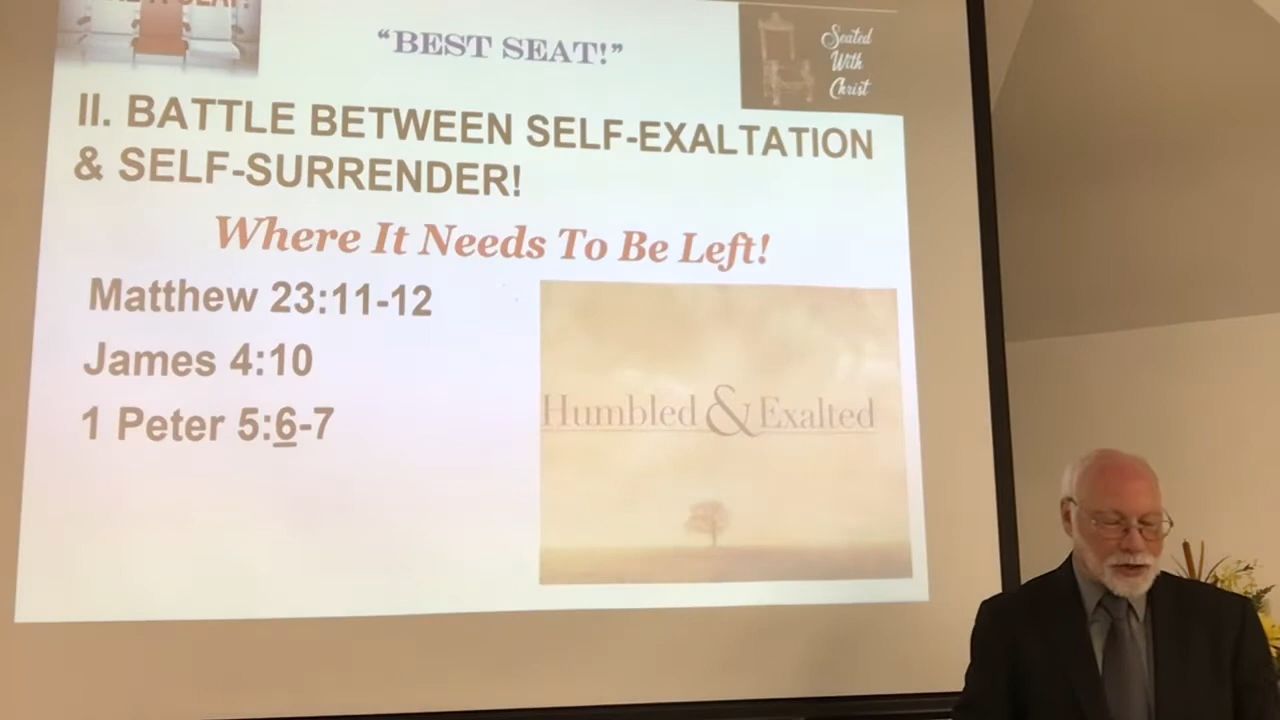 “BEST SEAT!”
Seated
With
Christ
II. BATTLE BETWEEN SELF-EXALTATION
& SELF-SURRENDER!
Where It Needs To Be Left!
Matthew 23:11-12
James 4:10
1 Peter 5:6-7
Humbled & Exalted